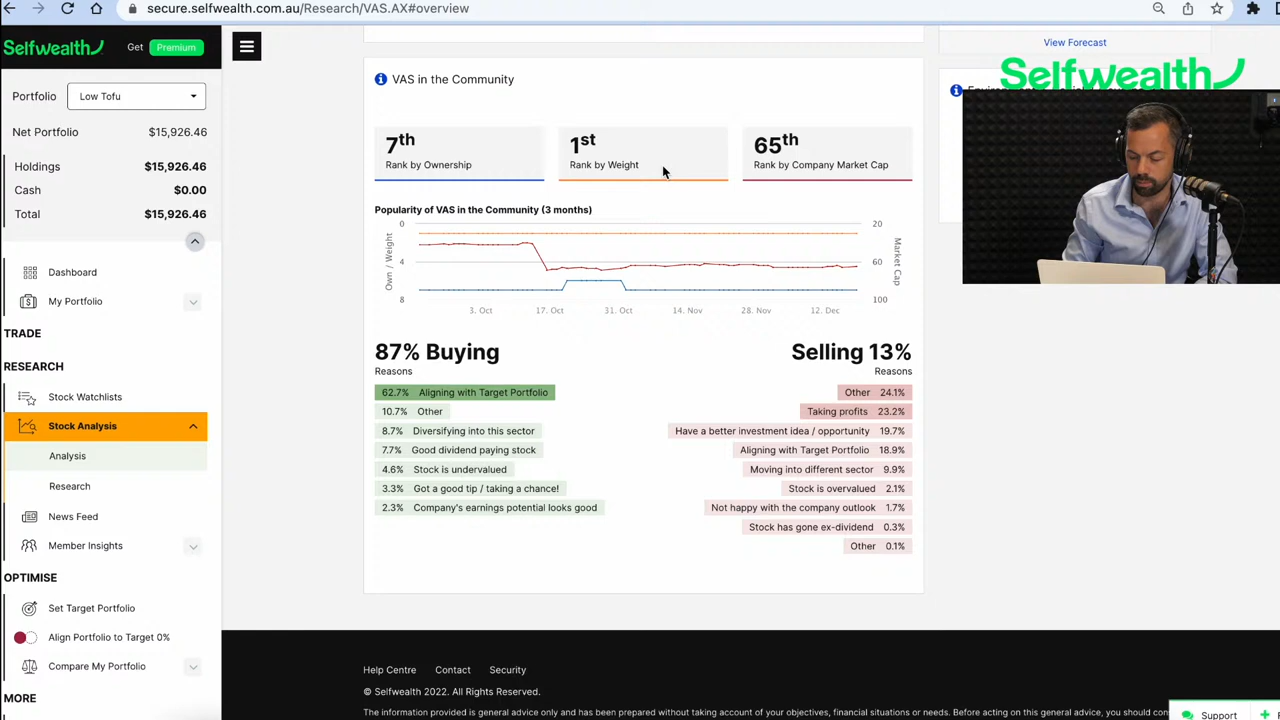 secure.selfwealth.com.au/Research/VAS.AX#overview
Selfwealth
Get Premium
View Forecast
Selfwealth
VAS in the Community
Portfolio Low Tofu
Net Portfolio $15,926.46
Holdings $15,926.46
Cash $0.00
Total $15,926.46
7th
Rank by Ownership
1st
Rank by Weight
65th
Rank by Company Market Cap
Popularity of VAS in the Community (3 months)
0
4
8
Own / Weight
20
60
100
Market Cap
3. Oct 17. Oct 31. Oct 14. Nov 28. Nov 12. Dec
Dashboard
My Portfolio
TRADE
RESEARCH
Stock Watchlists
Stock Analysis
Analysis
Research
News Feed
Member Insights
OPTIMISE
Set Target Portfolio
Align Portfolio to Target 0%
Compare My Portfolio
MORE
87% Buying
Reasons
62.7% Aligning with Target Portfolio
10.7% Other
8.7% Diversifying into this sector
7.7% Good dividend paying stock
4.6% Stock is undervalued
3.3% Got a good tip / taking a chance!
2.3% Company's earnings potential looks good
Selling 13%
Reasons
Other 24.1%
Taking profits 23.2%
Have a better investment idea / opportunity 19.7%
Aligning with Target Portfolio 18.9%
Moving into different sector 9.9%
Stock is overvalued 2.1%
Not happy with the company outlook 1.7%
Stock has gone ex-dividend 0.3%
Other 0.1%
Help Centre Contact Security
© Selfwealth 2022. All Rights Reserved.
The information provided is general advice only and has been prepared without taking account of your objectives, financial situations or needs. Before acting on this general advice, you should
Support